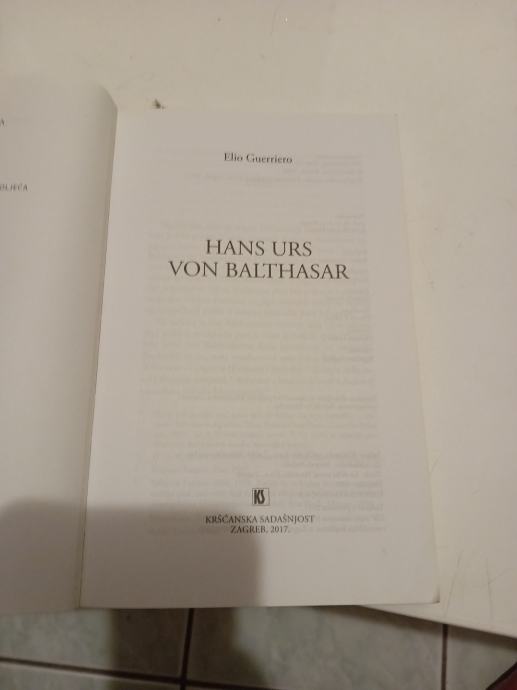 Elio Guerriero
HANS URS
VON BALTHASAR
KS
KRŠĆANSKA SADAŠNJOST
ZAGREB, 2017.